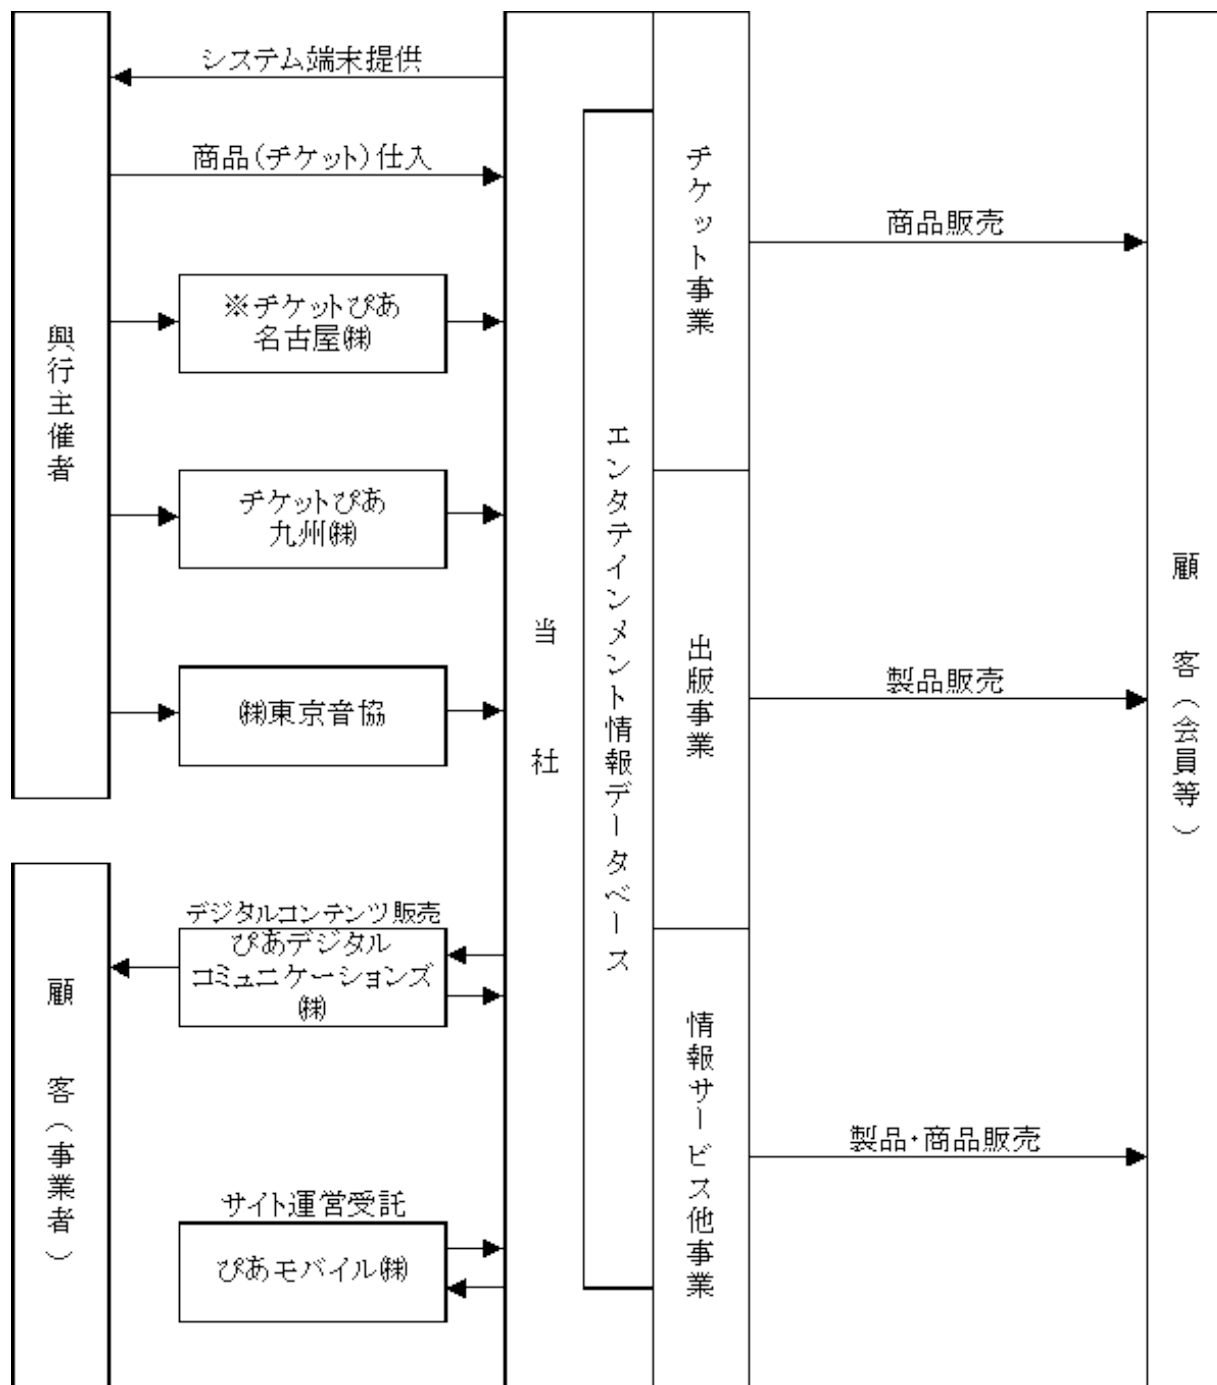 システム端末提供
商品(チケット)仕入
※チケットぴあ
名古屋㈱
チケットぴあ
九州㈱
㈱東京音協
興行主催者
デジタルコンテンツ販売
ぴあデジタル
コミュニケーションズ
㈱
サイト運営受託
ぴあモバイル㈱
顧客(事業者)
当社
エンタテインメント情報データベース
チケット事業
出版事業
情報サービス他事業
商品販売
製品販売
製品・商品販売
顧客(会員等)